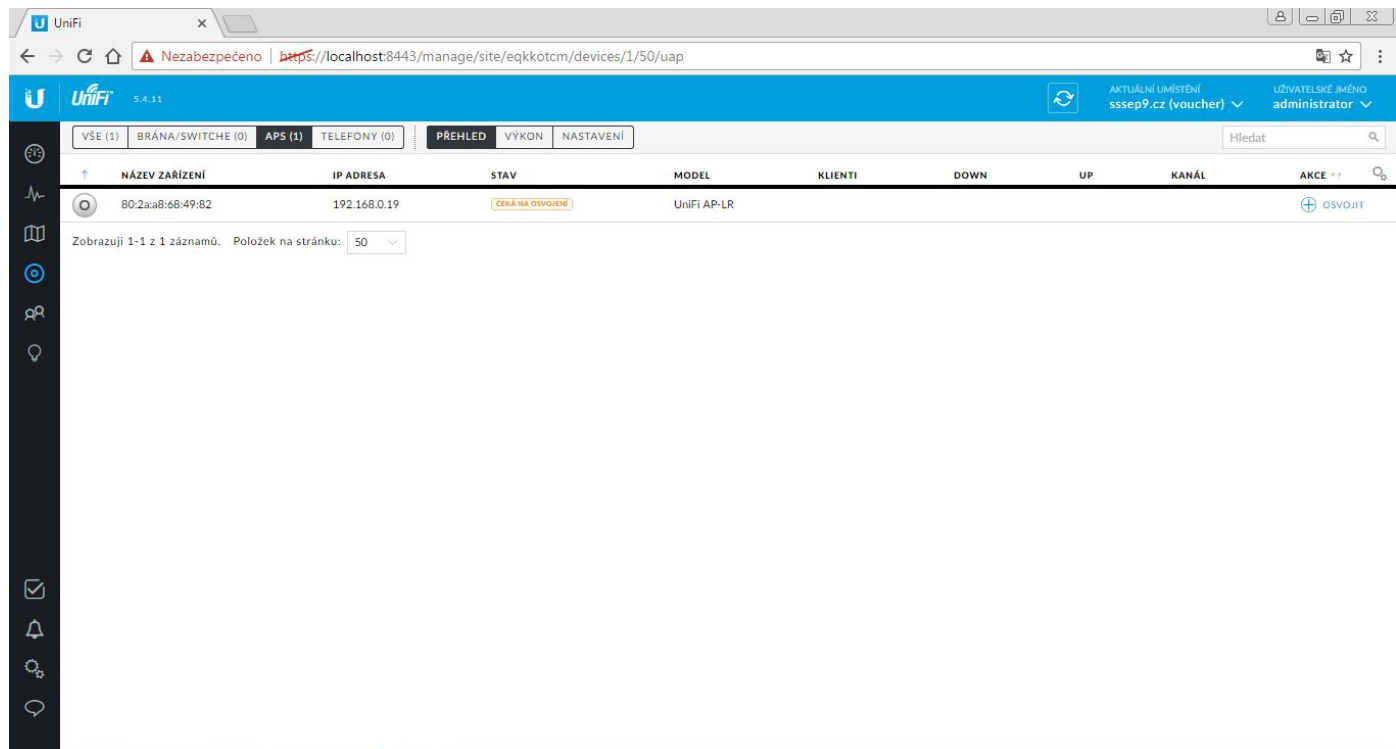 UniFi
Nezabezpečeno | https://localhost:8443/manage/site/eqkkotcm/devices/1/50/uap
U UniFi 5.4.11 AKTUÁLNÍ UMÍSTĚNÍ UŽIVATELSKÉ JMÉNO
sssep9.cz (voucher) administrator
VŠE (1) BRÁNA/SWITCHE (0) APS (1) TELEFONY (0) PŘEHLED VÝKON NASTAVENÍ Hledat
NÁZEV ZAŘÍZENÍ IP ADRESA STAV MODEL KLIENTI DOWN UP KANÁL AKCE
80:2a:a8:68:49:82 192.168.0.19 ČEKÁ NA OSVOJENÍ UniFi AP-LR OSVOJIT
Zobrazuji 1-1 z 1 záznamů. Položek na stránku: 50